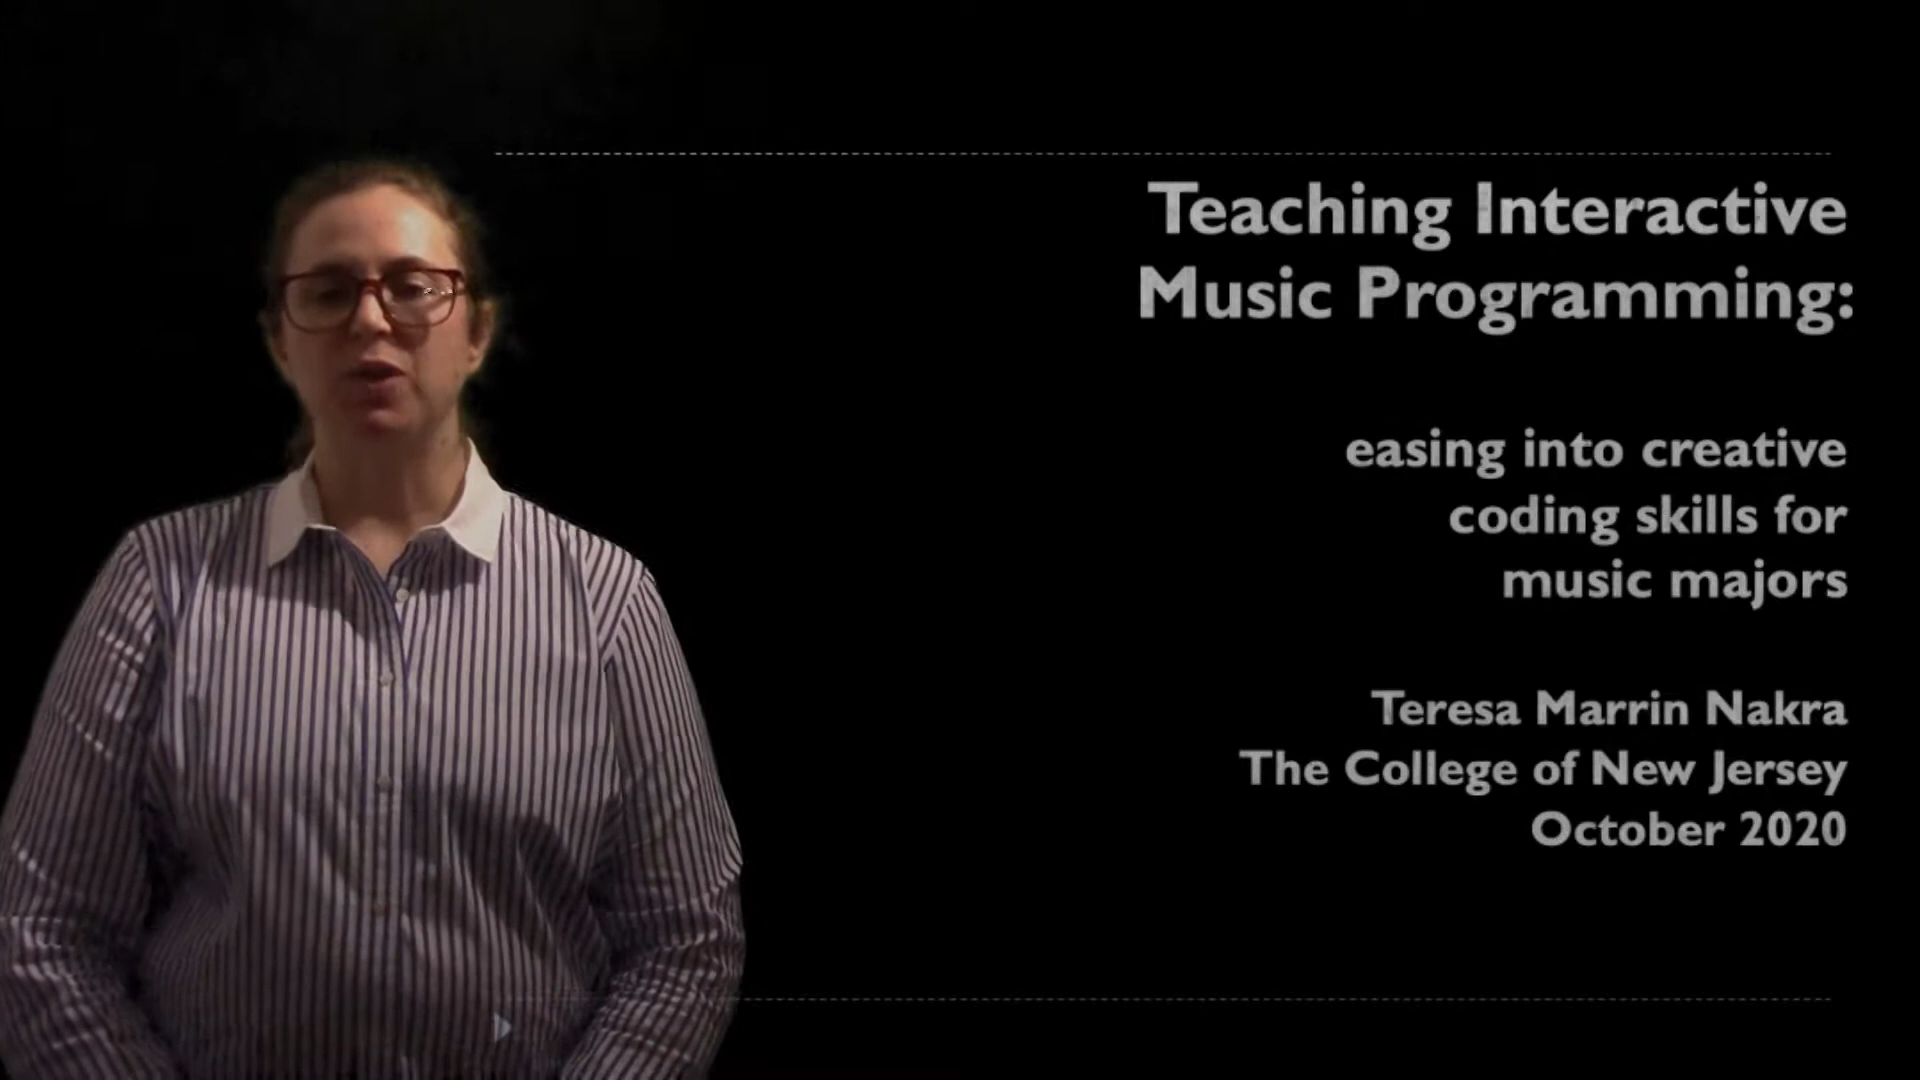 Teaching Interactive
Music Programming:
easing into creative
coding skills for
music majors
Teresa Marrin Nakra
The College of New Jersey
October 2020